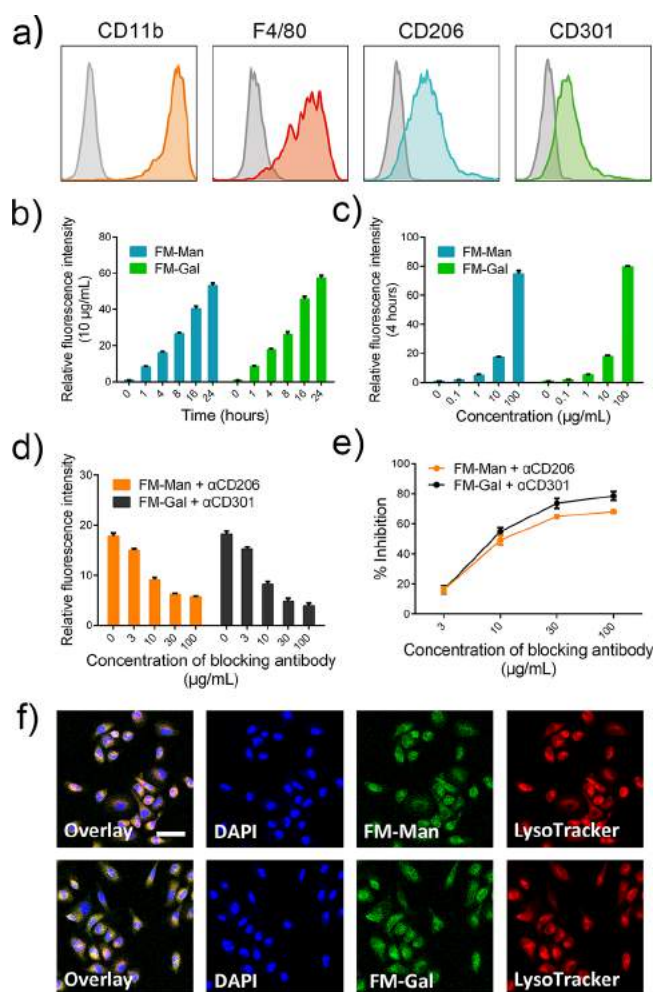 a)
CD11b
F4/80
CD206
CD301
b)
FM-Man
FM-Gal
Relative fluorescence intensity
(10 µg/mL)
80
60
40
20
0
0 1 4 8 16 24 0 1 4 8 16 24
Time (hours)
c)
FM-Man
FM-Gal
Relative fluorescence intensity
(4 hours)
80
60
40
20
0
0 0.1 1 10 100 0 0.1 1 10 100
Concentration (µg/mL)
d)
FM-Man + αCD206
FM-Gal + αCD301
Relative fluorescence intensity
30
20
10
0
0 3 10 30 100 0 3 10 30 100
Concentration of blocking antibody
(µg/mL)
e)
FM-Man + αCD206
FM-Gal + αCD301
% Inhibition
100
80
60
40
20
0
3 10 30 100
Concentration of blocking antibody
(µg/mL)
f)
Overlay
DAPI
FM-Man
LysoTracker
Overlay
DAPI
FM-Gal
LysoTracker